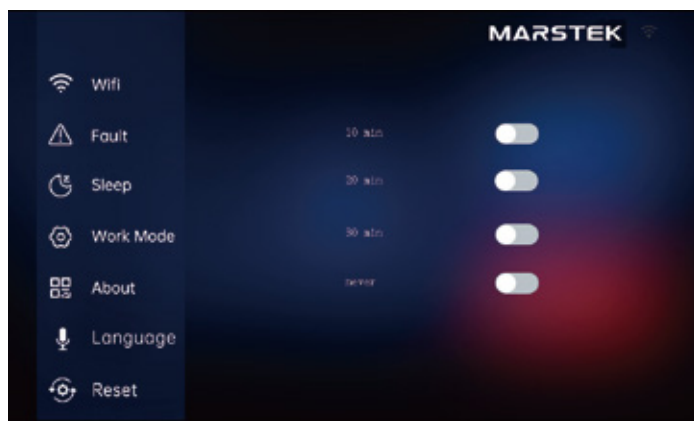 MARSTEK
Wifi
Fault
Sleep
Work Mode
About
Language
Reset
10 min
20 min
30 min
never